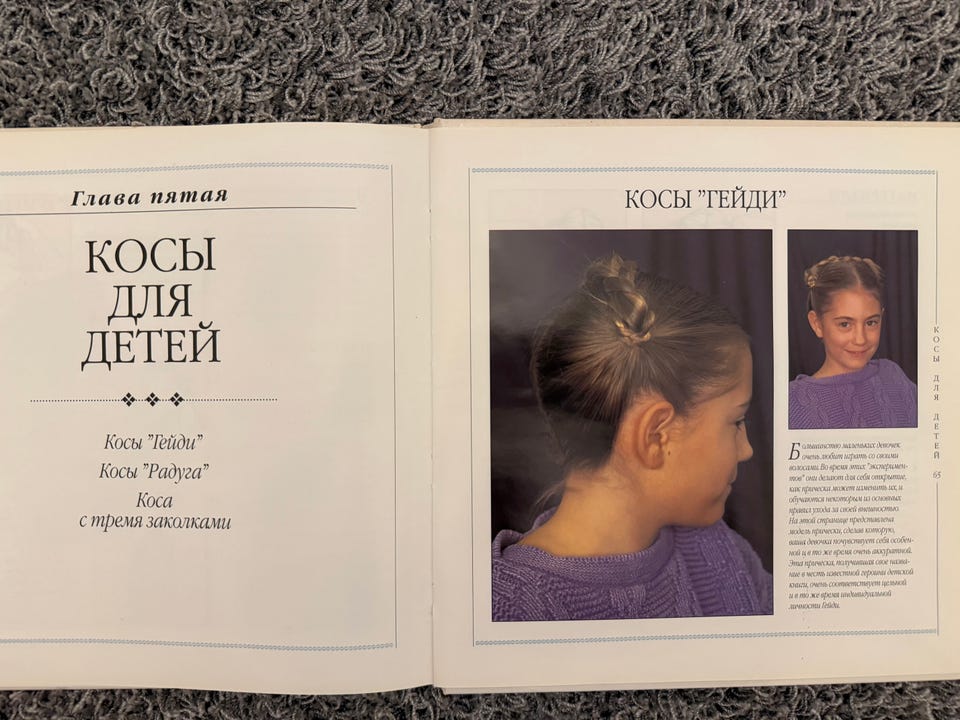 Глава пятая
КОСЫ
ДЛЯ
ДЕТЕЙ
Косы "Гейди"
Косы "Радуга"
Коса
с тремя заколками
КОСЫ "ГЕЙДИ"
Большинство маленьких девочек
очень любит играть со своими
волосами. Во время этих "эксперимен-
тов" они делают для себя открытие,
как прическа может изменить их, и
обучаются некоторым из основных
правил ухода за своей внешностью.
На этой странице представлена
модель прически, сделав которую,
ваша девочка почувствует себя особен-
ной и в то же время очень аккуратной.
Эта прическа, получившая свое назва-
ние в честь известной героини детской
книги, очень соответствует цельной
и в то же время индивидуальной
личности Гейди.
КОСЫ ДЛЯ ДЕТЕЙ
65